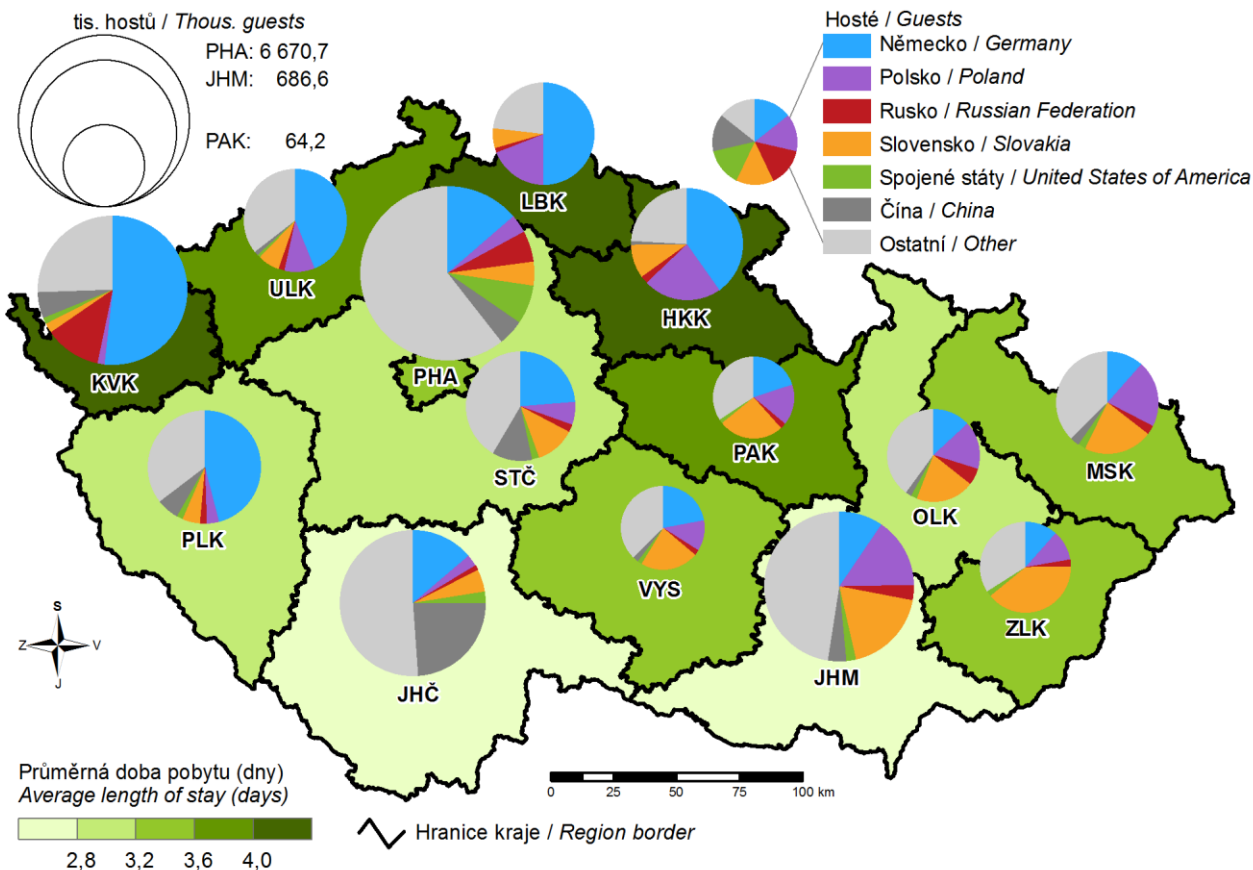 tis. hostů / Thous. guests
PHA: 6 670,7
JHM: 686,6
PAK: 64,2
Hosté / Guests
Německo / Germany
Polsko / Poland
Rusko / Russian Federation
Slovensko / Slovakia
Spojené státy / United States of America
Čína / China
Ostatní / Other
LBK
ULK
HKK
KVK
PHA
PAK
MSK
STČ
OLK
PLK
VYS
ZLK
JHM
JHČ
S
Z V
J
Průměrná doba pobytu (dny)
Average length of stay (days)
2,8 3,2 3,6 4,0
0 25 50 75 100 km
Hranice kraje / Region border